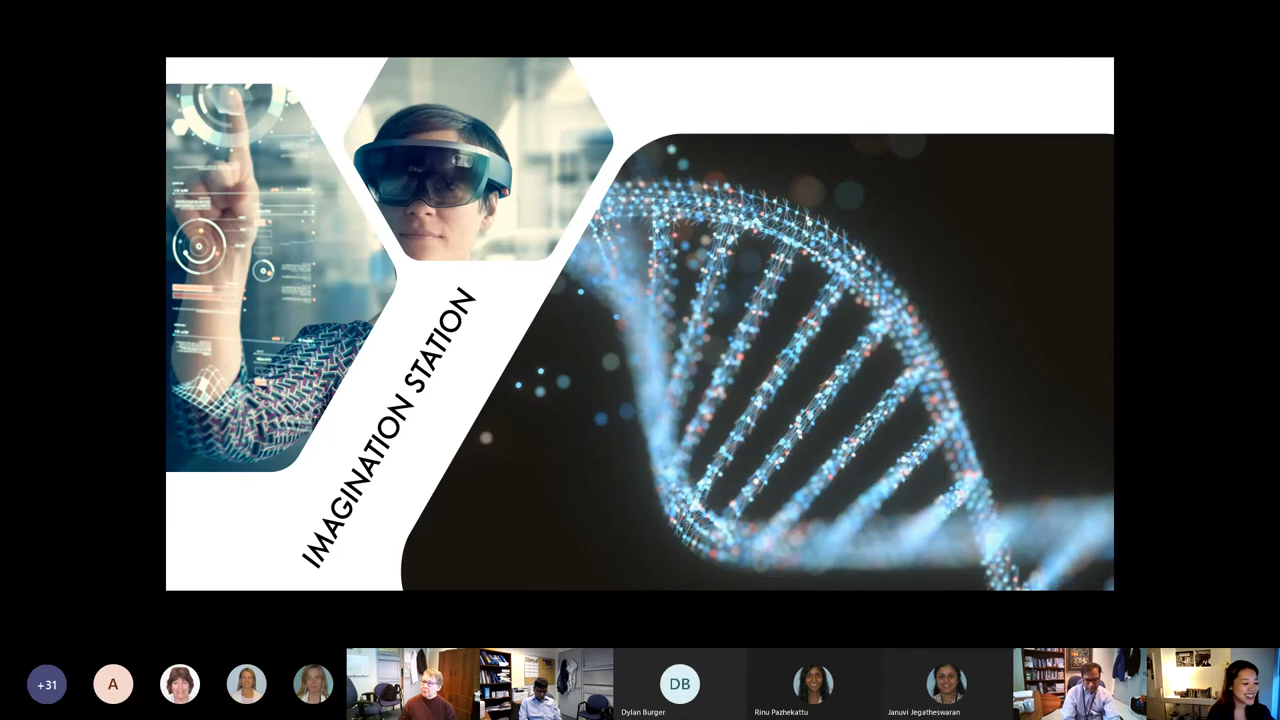 IMAGINATION STATION
+31
A
DB
Dylan Burger
Rinu Pazhekattu
Januvi Jegatheswaran